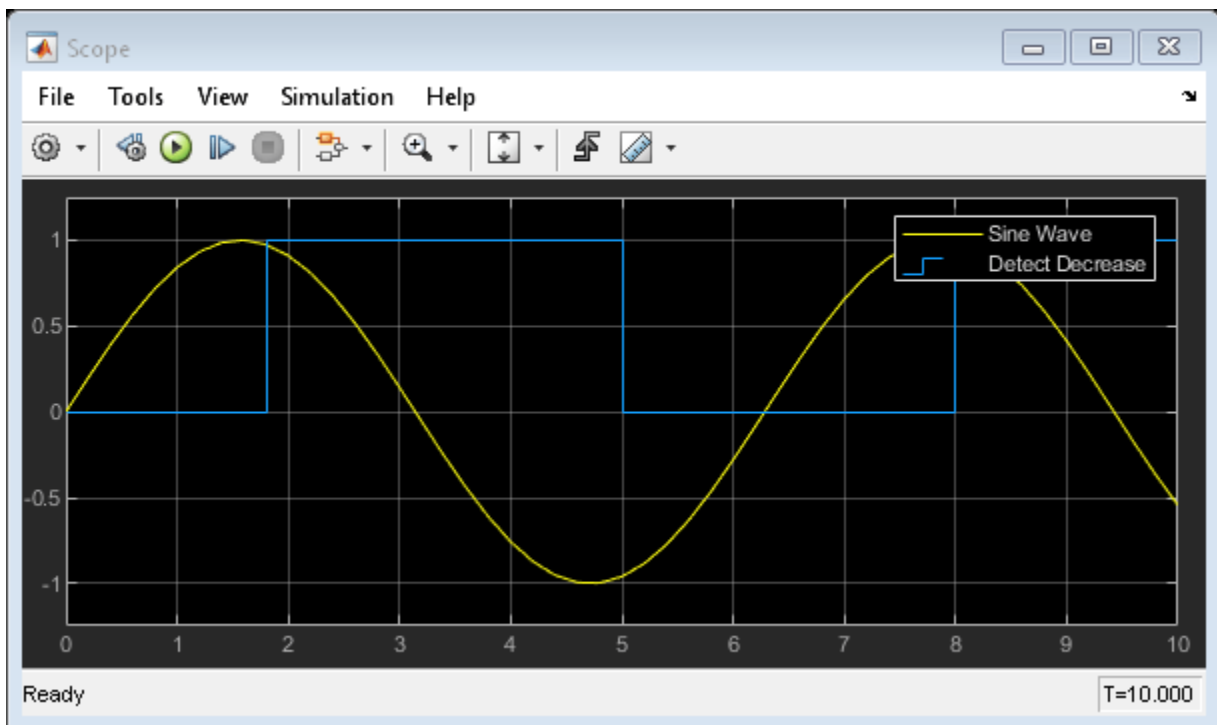 Scope
File Tools View Simulation Help
Sine Wave
Detect Decrease
1
0.5
0
-0.5
-1
0 1 2 3 4 5 6 7 8 9 10
Ready T=10.000